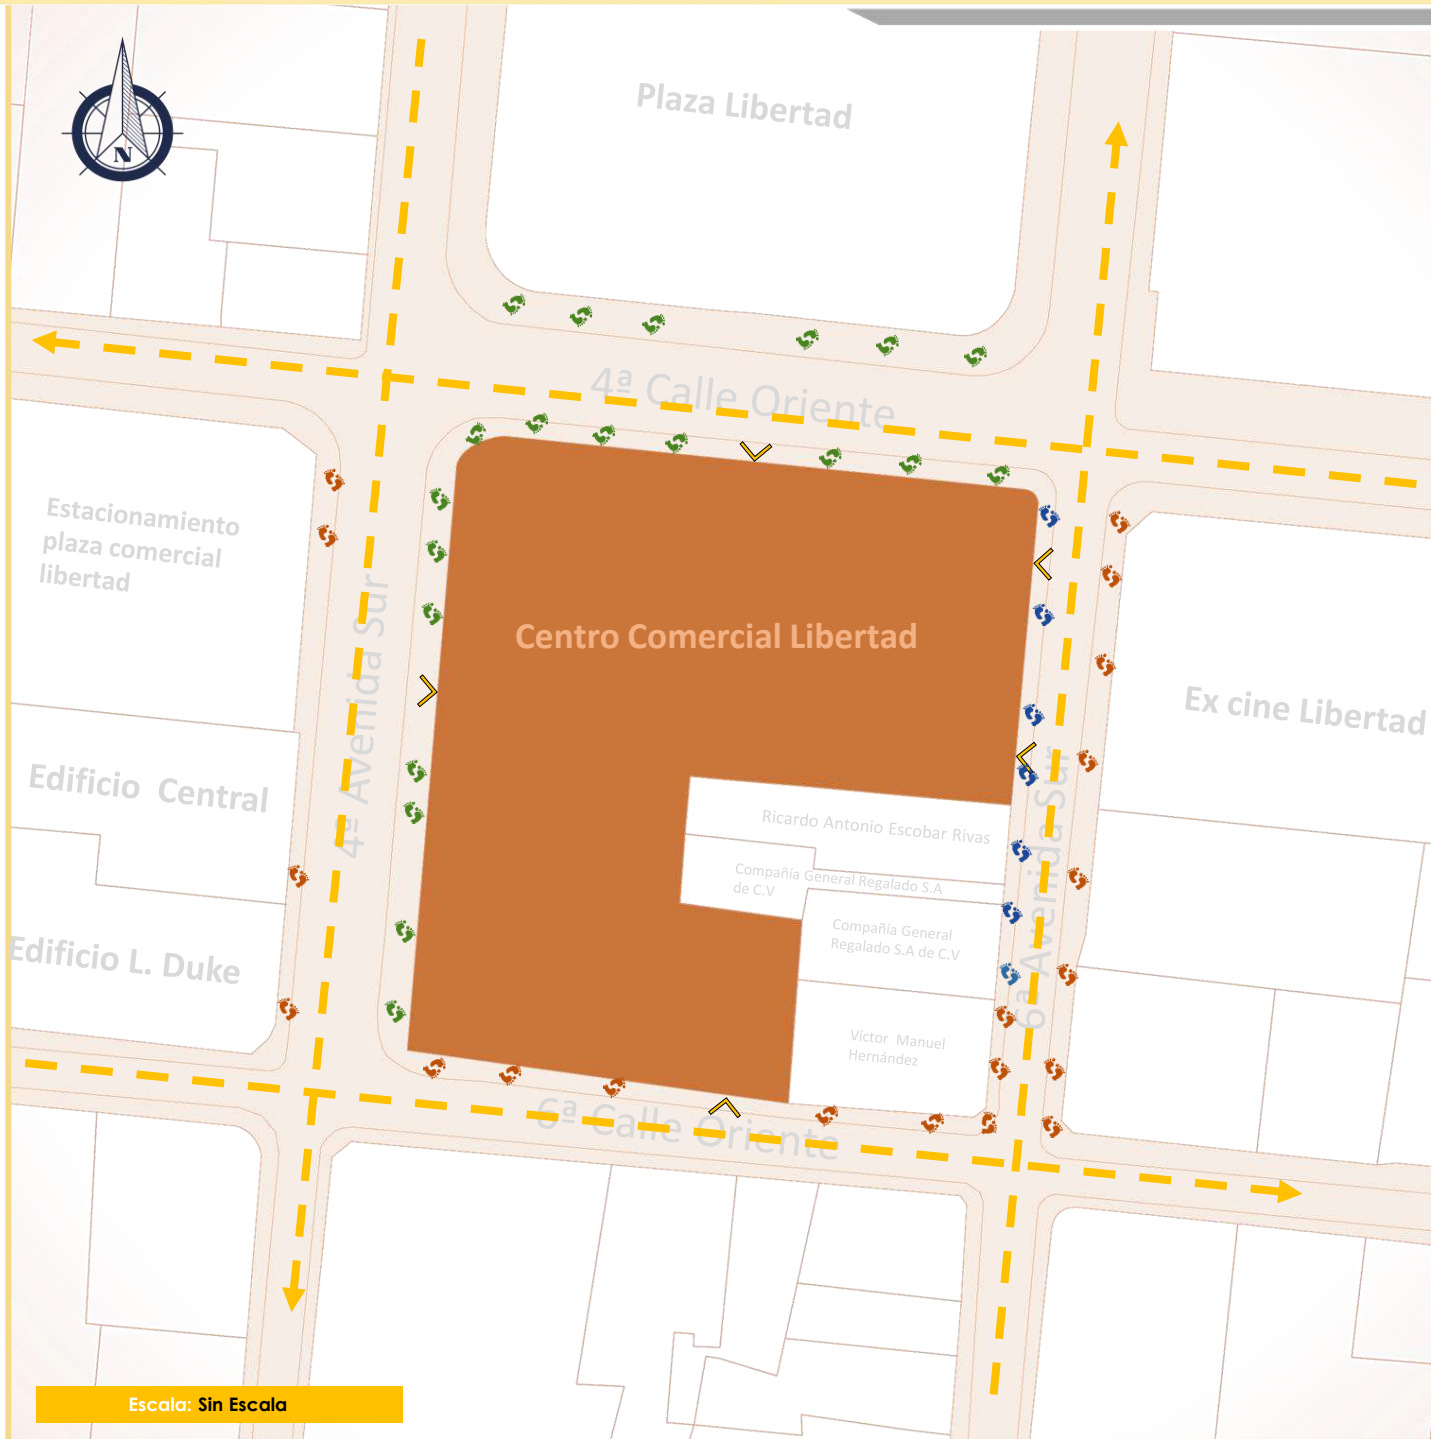 Plaza Libertad
N
4ª Calle Oriente
Estacionamiento
plaza comercial
libertad
Centro Comercial Libertad
4ª Avenida Sur
Ex cine Libertad
Edificio Central
Ricardo Antonio Escobar Rivas
Compañía General Regalado S.A
de C.V
6ª Avenida Sur
Compañía General
Regalado S.A de C.V
Edificio L. Duke
Victor Manuel
Hernández
6ª Calle Oriente
Escala: Sin Escala